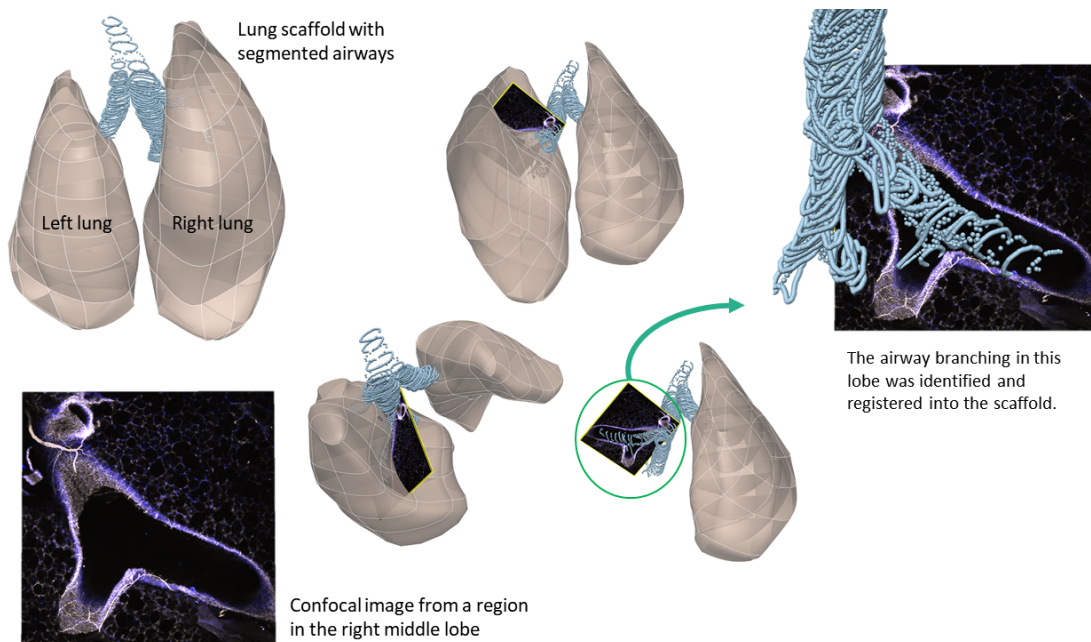 Lung scaffold with
segmented airways
Left lung
Right lung
The airway branching in this
lobe was identified and
registered into the scaffold.
Confocal image from a region
in the right middle lobe